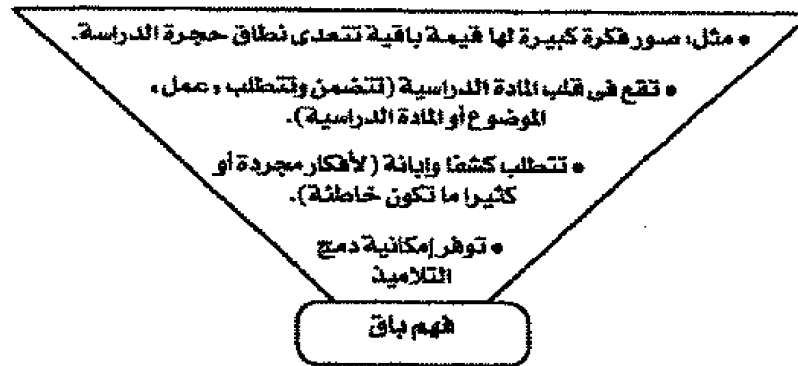 • مثل: صور فكرة كبيرة لها قيمة باقية تتعدى نطاق حجرة الدراسة.
• تقع في قلب المادة الدراسية (تتضمن وتتطلب «عمل»
الموضوع أو المادة الدراسية).
• تتطلب كشفا وإبانة (لأفكار مجردة أو
كثيرا ما تكون خاطئة).
• توفر إمكانية دمج
التلاميذ
فهم باق